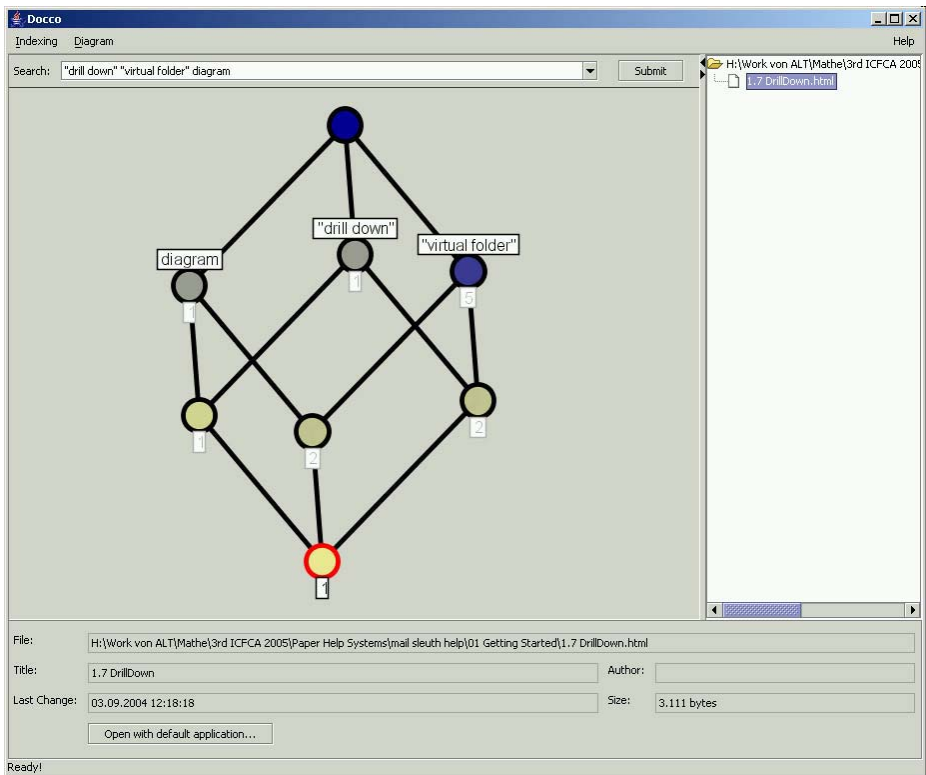 Docco
Indexing Diagram Help
Search: "drill down" "virtual folder" diagram Submit
H:\Work von ALT\Mathe\3rd ICFCA 2005
1.7 DrillDown.html
"drill down"
"virtual folder"
diagram
1
5
1
2
1
2
1
File: H:\Work von ALT\Mathe\3rd ICFCA 2005\Paper Help Systems\mail sleuth help\01 Getting Started\1.7 DrillDown.html
Title: 1.7 DrillDown Author:
Last Change: 03.09.2004 12:18:18 Size: 3.111 bytes
Open with default application...
Ready!